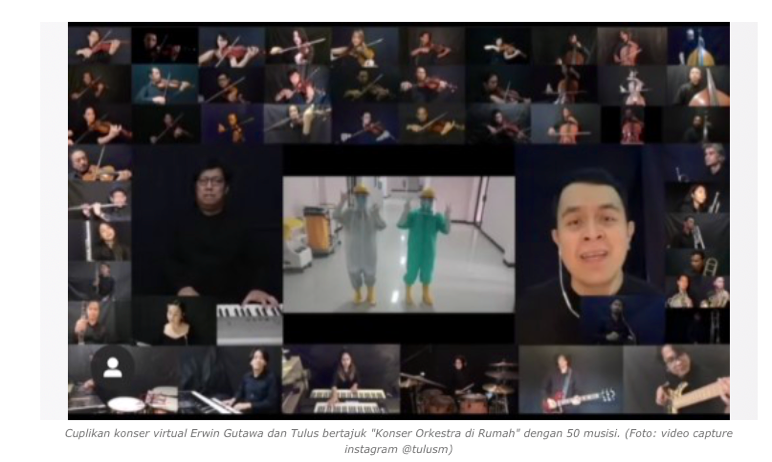 Cuplikan konser virtual Erwin Gutawa dan Tulus bertajuk "Konser Orkestra di Rumah" dengan 50 musisi. (Foto: video capture
instagram @tulusm)